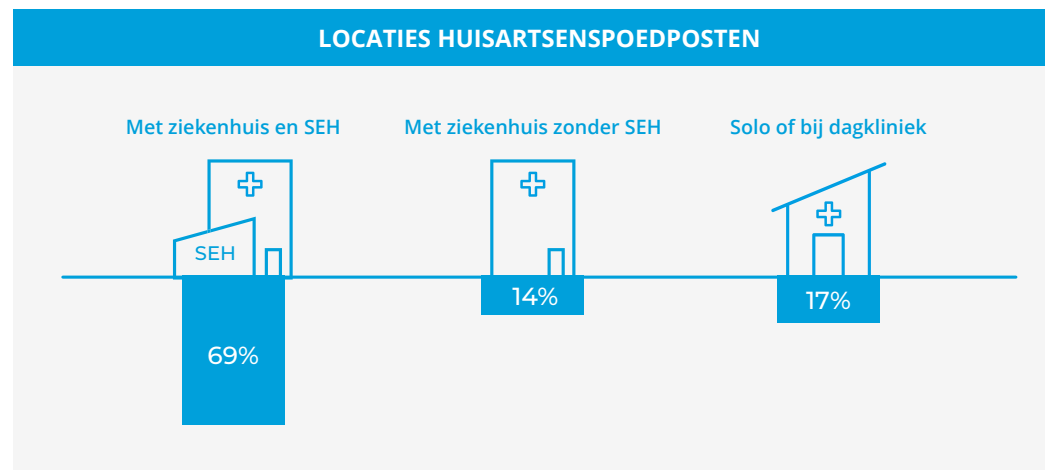 LOCATIES HUISARTSENSPOEDPOSTEN
Met ziekenhuis en SEH
Met ziekenhuis zonder SEH
Solo of bij dagkliniek
SEH
14%
17%
69%